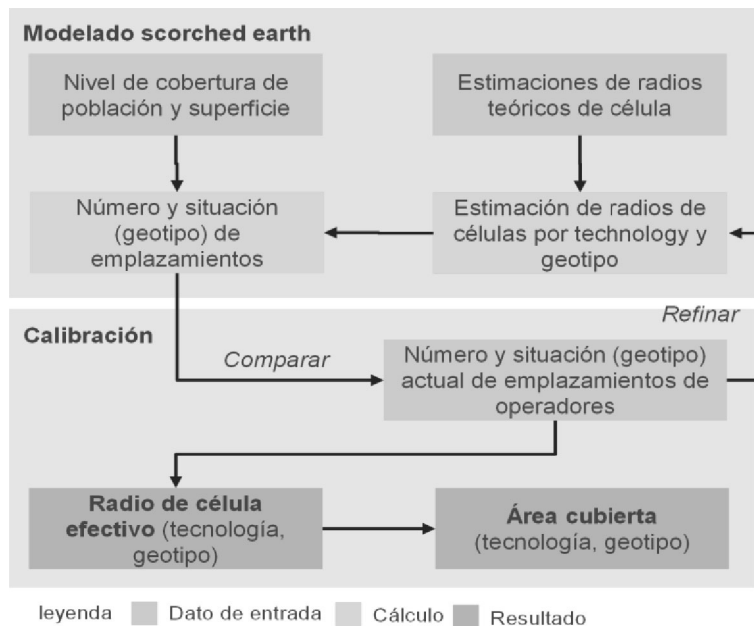 Modelado scorched earth
Nivel de cobertura de
población y superficie
Estimaciones de radios
teóricos de célula
Número y situación
(geotipo) de
emplazamientos
Estimación de radios de
células por technology y
geotipo
Refinar
Calibración
Comparar
Número y situación (geotipo)
actual de emplazamientos de
operadores
Radio de célula
efectivo (tecnología,
geotipo)
Área cubierta
(tecnología, geotipo)
leyenda Dato de entrada Cálculo Resultado